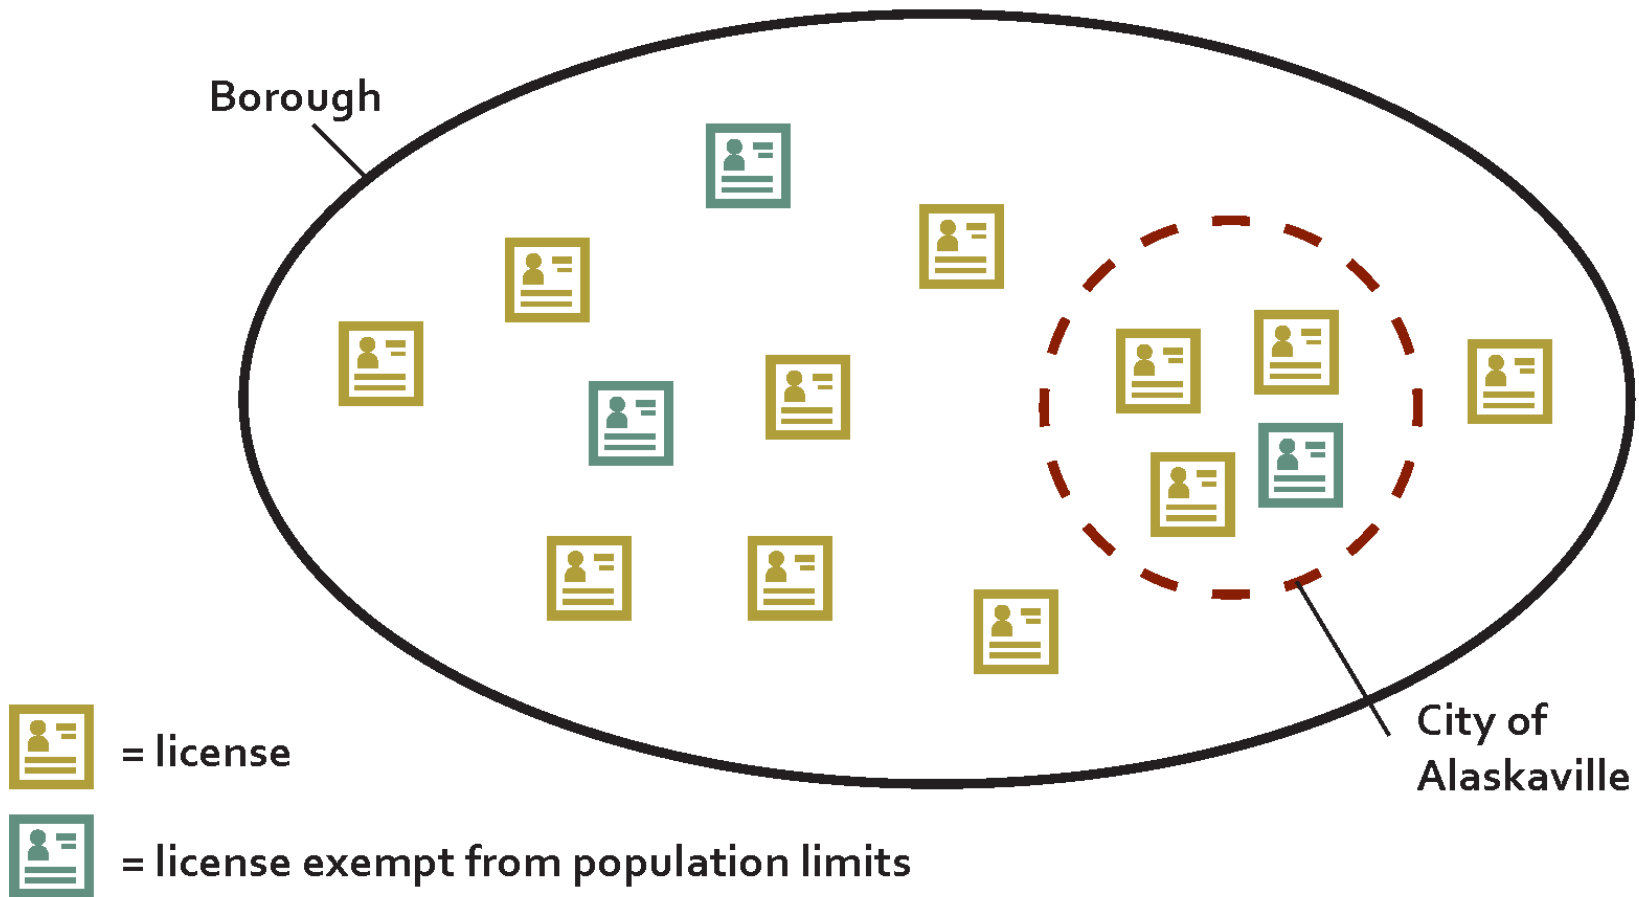 Borough
City of
Alaskaville
= license
= license exempt from population limits